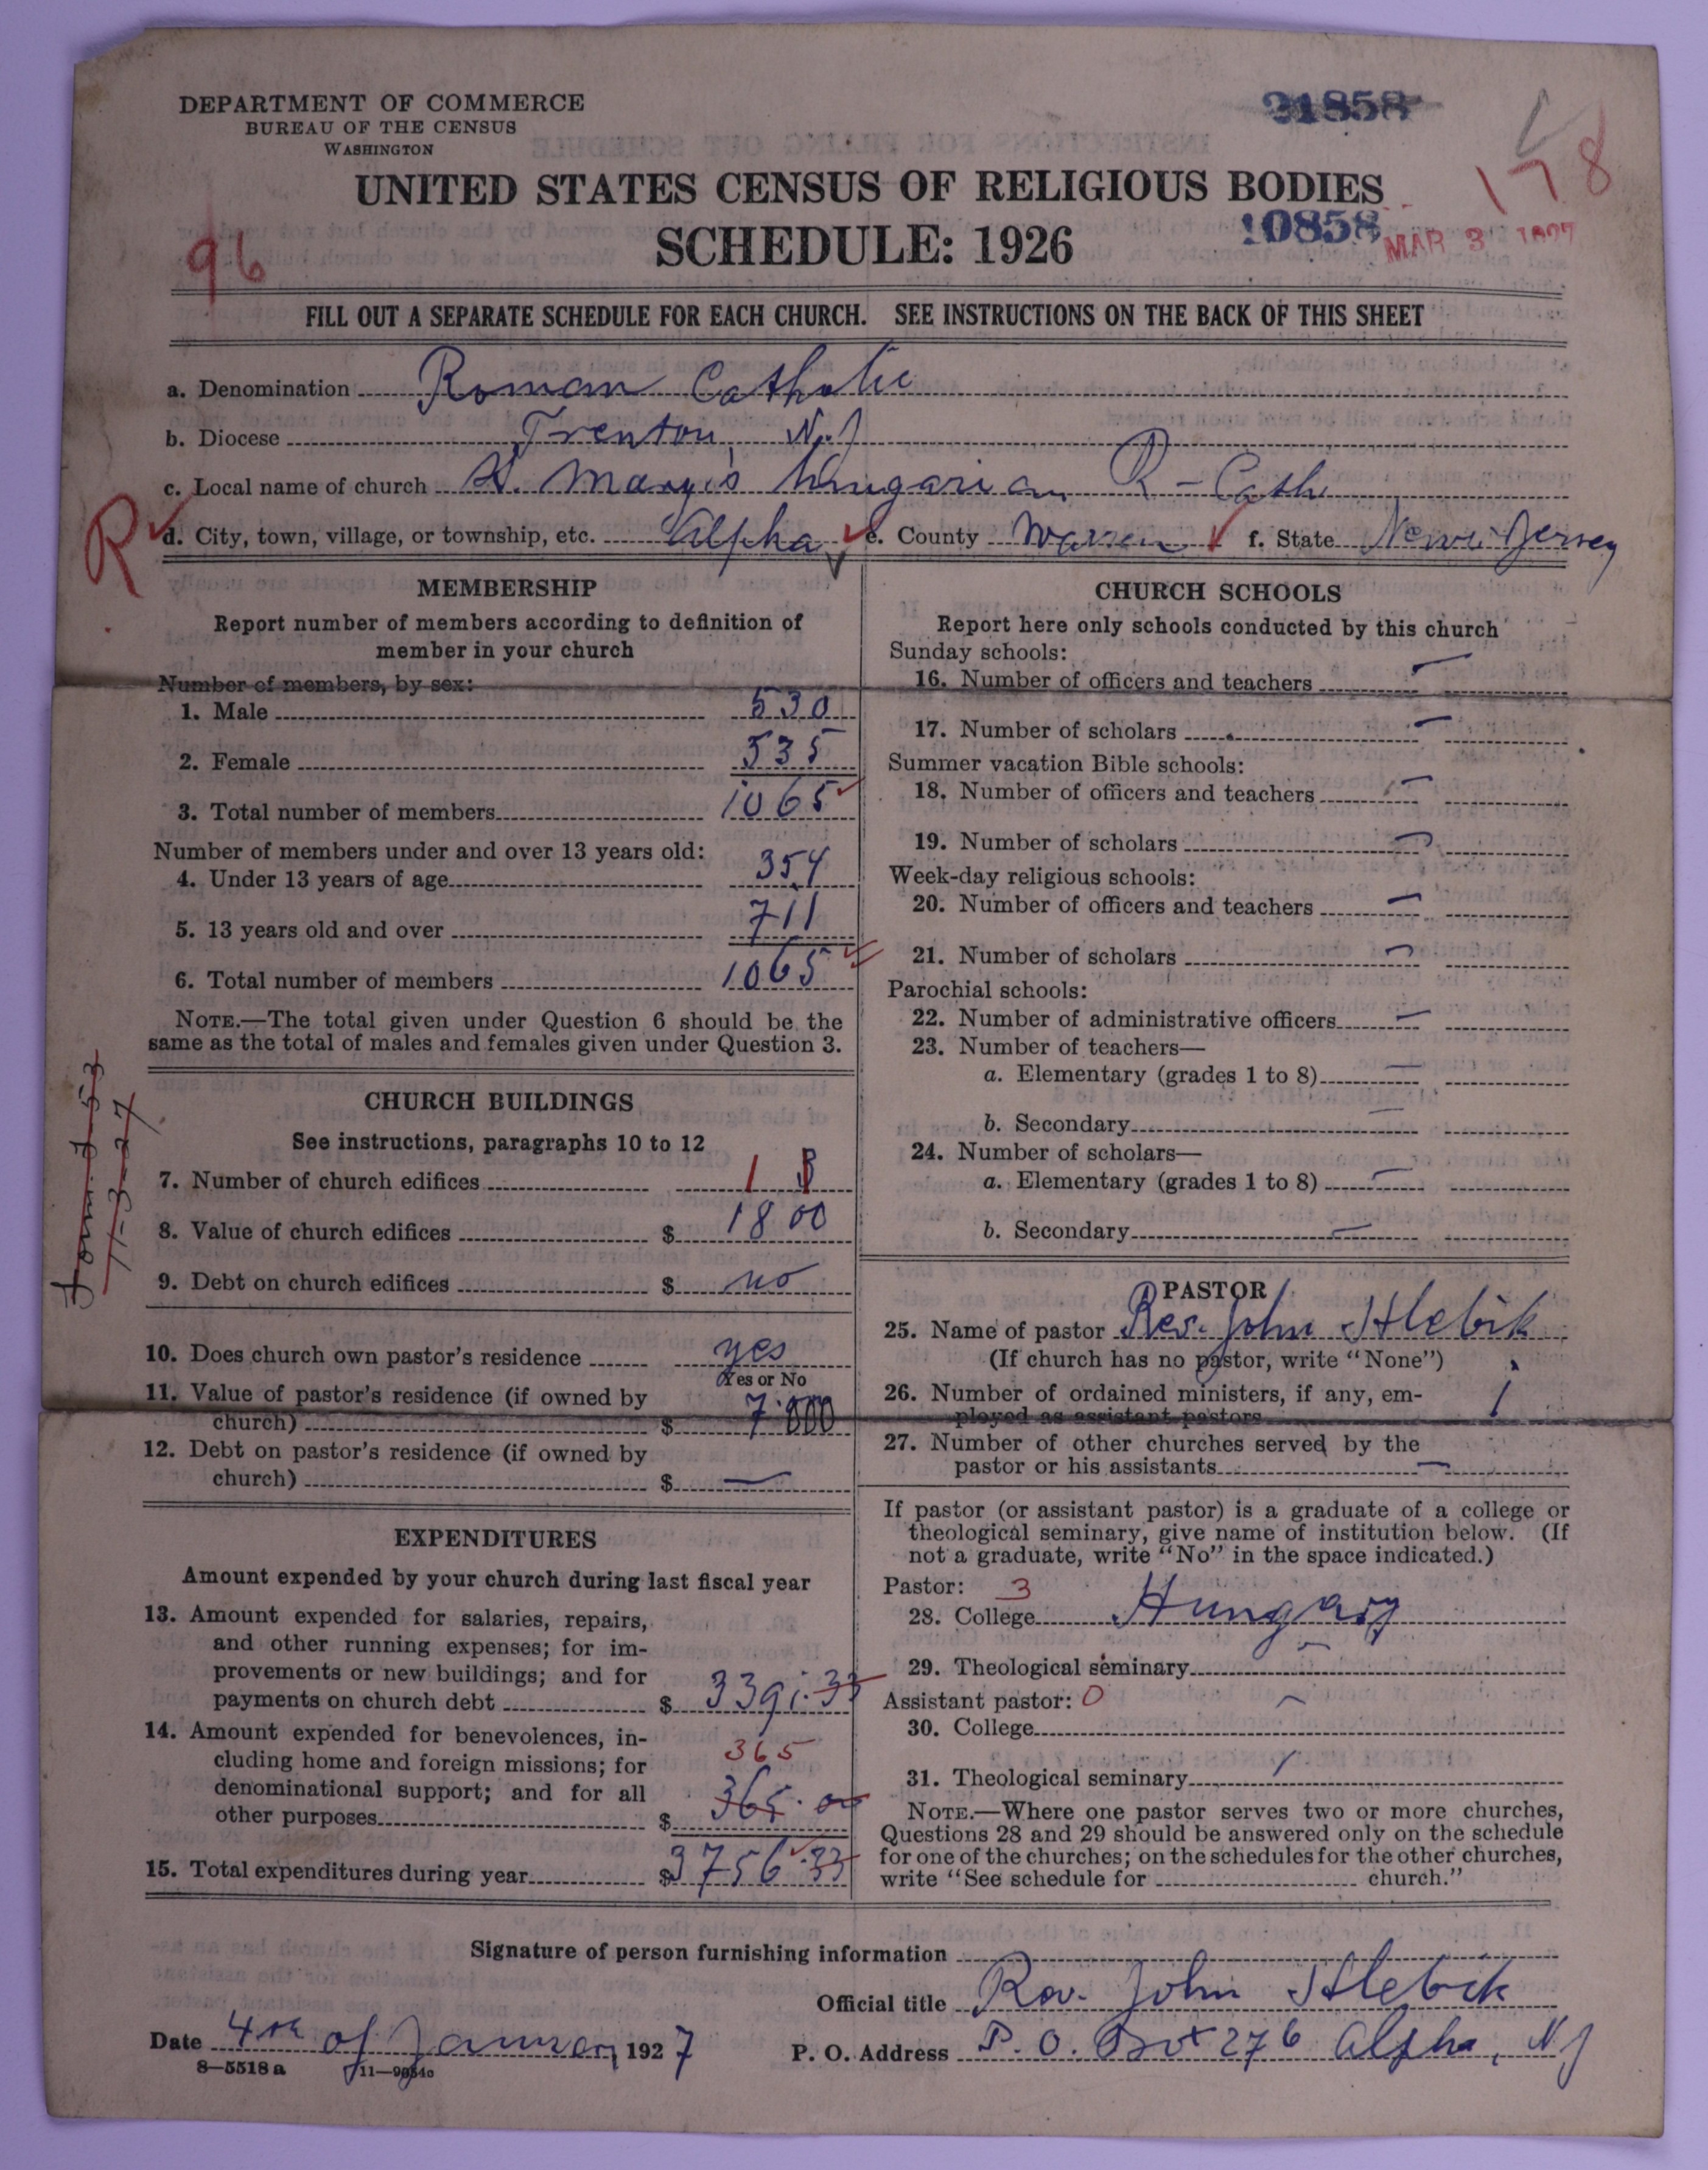 DEPARTMENT OF COMMERCE
BUREAU OF THE CENSUS
WASHINGTON
21858
178
UNITED STATES CENSUS OF RELIGIOUS BODIES
SCHEDULE: 1926
10858
MAR 3 1927
96
FILL OUT A SEPARATE SCHEDULE FOR EACH CHURCH. SEE INSTRUCTIONS ON THE BACK OF THIS SHEET
a. Denomination Roman Catholic
b. Diocese Trenton, N.J
c. Local name of church St. Mary's Hungarian R-Cath
R
d. City, town, village, or township, etc. Alpha e. County Warren f. State New Jersey
MEMBERSHIP
Report number of members according to definition of
member in your church
Number of members, by sex:
1. Male 530
2. Female 535
3. Total number of members 1065
Number of members under and over 13 years old:
4. Under 13 years of age 354
5. 13 years old and over 711
6. Total number of members 1065
NOTE.—The total given under Question 6 should be the
same as the total of males and females given under Question 3.
CHURCH BUILDINGS
See instructions, paragraphs 10 to 12
7. Number of church edifices 1
8. Value of church edifices $ 1800
9. Debt on church edifices $ no
10. Does church own pastor's residence yes
Yes or No
11. Value of pastor's residence (if owned by
church) $ 7.000
12. Debt on pastor's residence (if owned by
church) $ —
EXPENDITURES
Amount expended by your church during last fiscal year
13. Amount expended for salaries, repairs,
and other running expenses; for im-
provements or new buildings; and for
payments on church debt $ 3391.33
14. Amount expended for benevolences, in-
cluding home and foreign missions; for
365
denominational support; and for all
other purposes $ 365.00
15. Total expenditures during year $ 3756.33
Form J-53
11-3-27
CHURCH SCHOOLS
Report here only schools conducted by this church
Sunday schools:
16. Number of officers and teachers —
17. Number of scholars —
Summer vacation Bible schools:
18. Number of officers and teachers —
19. Number of scholars —
Week-day religious schools:
20. Number of officers and teachers —
21. Number of scholars —
Parochial schools:
22. Number of administrative officers —
23. Number of teachers—
a. Elementary (grades 1 to 8) —
b. Secondary —
24. Number of scholars—
a. Elementary (grades 1 to 8) —
b. Secondary —
PASTOR
25. Name of pastor Rev. John Hlebik
(If church has no pastor, write "None")
26. Number of ordained ministers, if any, em-
ployed as assistant pastors 1
27. Number of other churches served by the
pastor or his assistants —
If pastor (or assistant pastor) is a graduate of a college or
theological seminary, give name of institution below. (If
not a graduate, write "No" in the space indicated.)
Pastor: 3
28. College Hungary
29. Theological seminary —
Assistant pastor: 0
30. College —
31. Theological seminary
NOTE.—Where one pastor serves two or more churches,
Questions 28 and 29 should be answered only on the schedule
for one of the churches; on the schedules for the other churches,
write "See schedule for church."
Signature of person furnishing information
Official title Rev. John Hlebik
Date 4th of January, 1927
P. O. Address P. O. Box 276 Alpha, NJ
8—5518 a